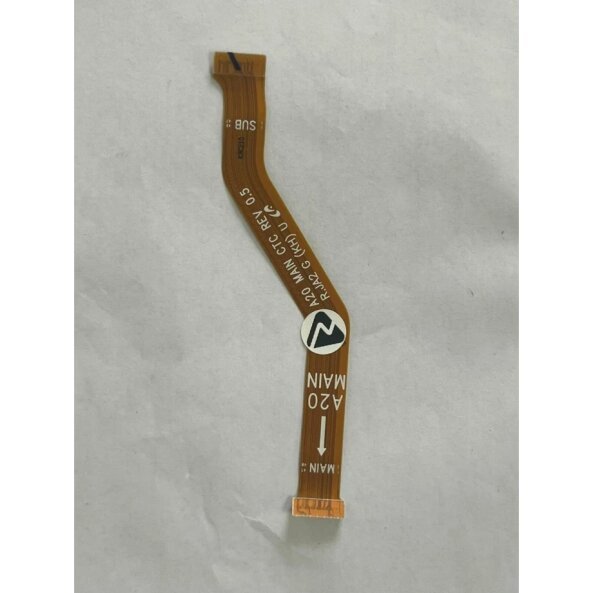 SUB
A20 MAIN CTC REV 0.5
R.JA2 G (KH) U
A20
MAIN
MAIN